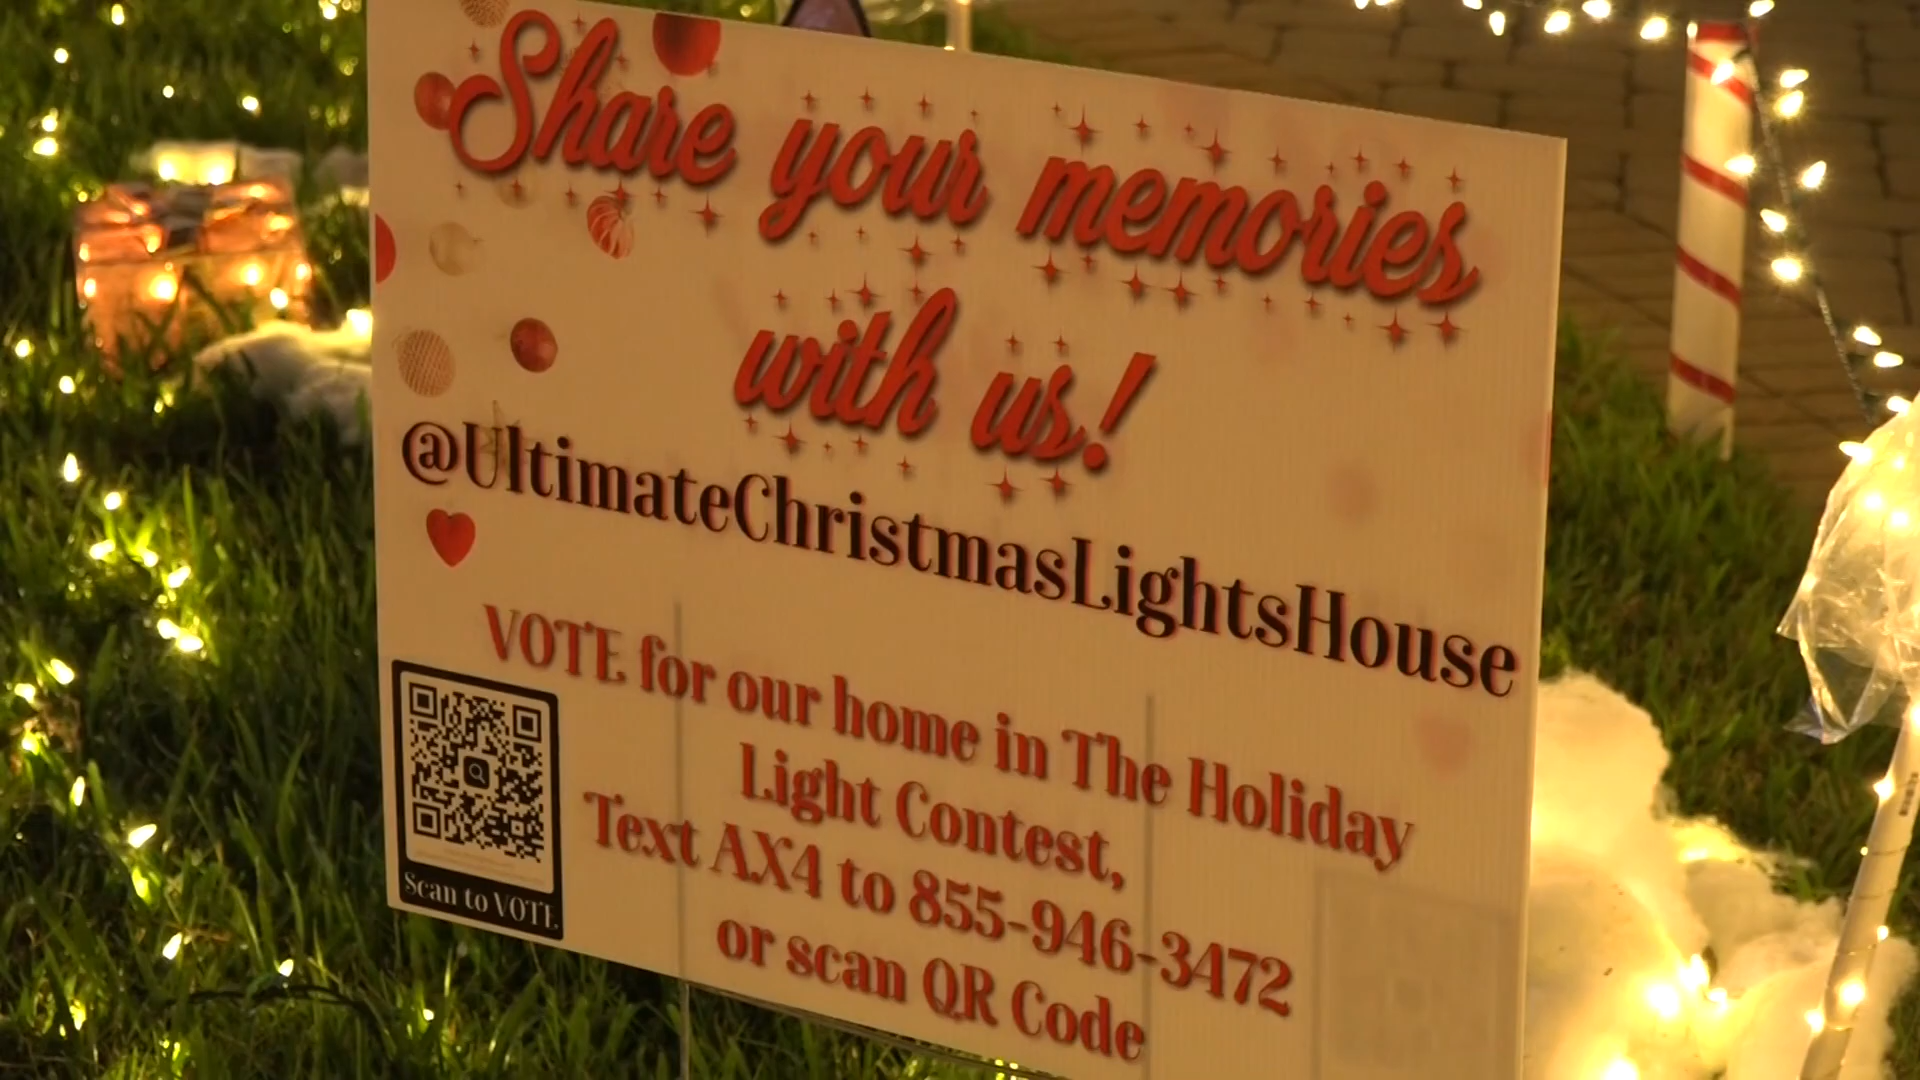 Share your memories
with us!
@UltimateChristmasLightsHouse
VOTE for our home in The Holiday
Light Contest,
Text AX4 to 855-946-3472
or scan QR Code
Scan to VOTE